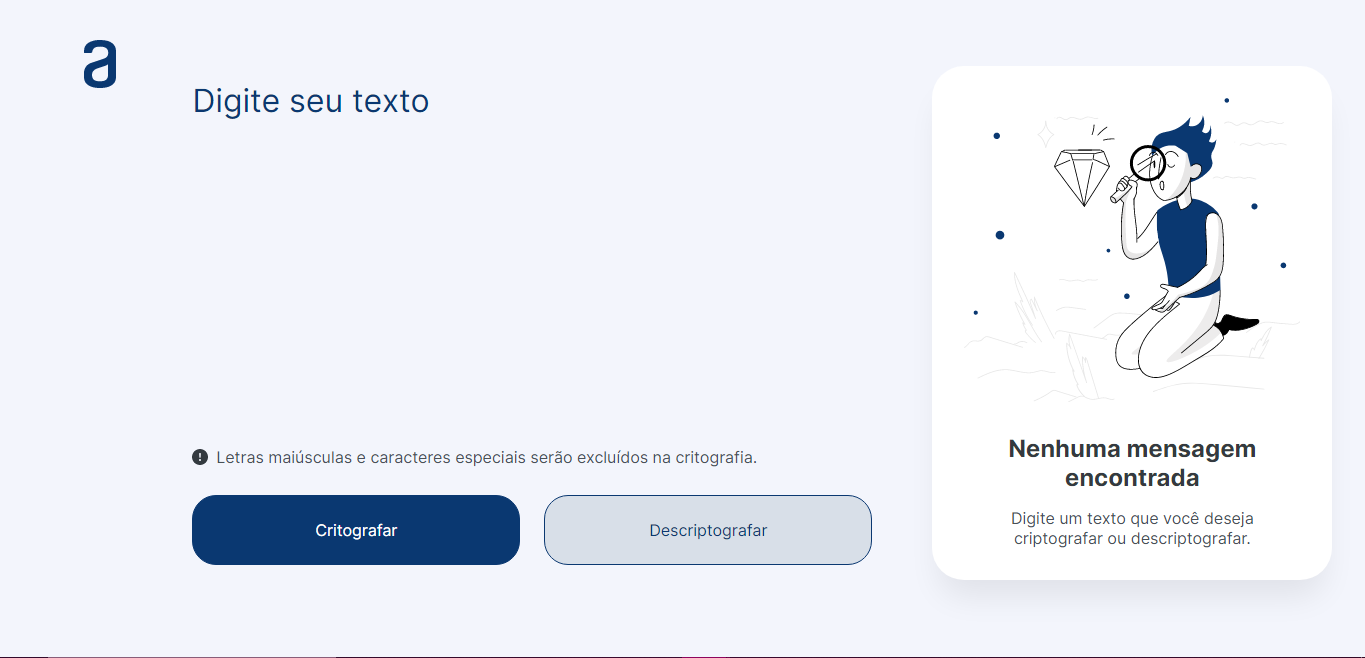 a
Digite seu texto
Letras maiúsculas e caracteres especiais serão excluídos na critografia.
Critografar
Descriptografar
Nenhuma mensagem
encontrada
Digite um texto que você deseja
criptografar ou descriptografar.